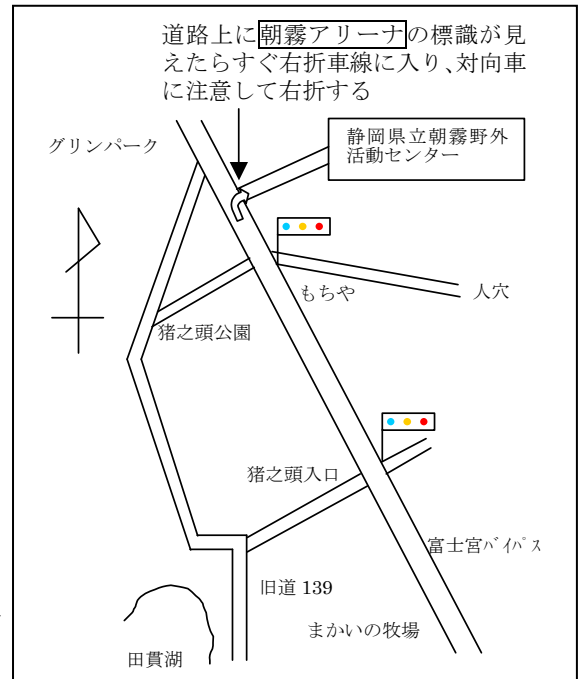 道路上に朝霧アリーナの標識が見
えたらすぐ右折車線に入り、対向車
に注意して右折する
グリンパーク
静岡県立朝霧野外
活動センター
もちや
人穴
猪之頭公園
猪之頭入口
富士宮ﾊﾞｲﾊﾟｽ
旧道 139
まかいの牧場
田貫湖